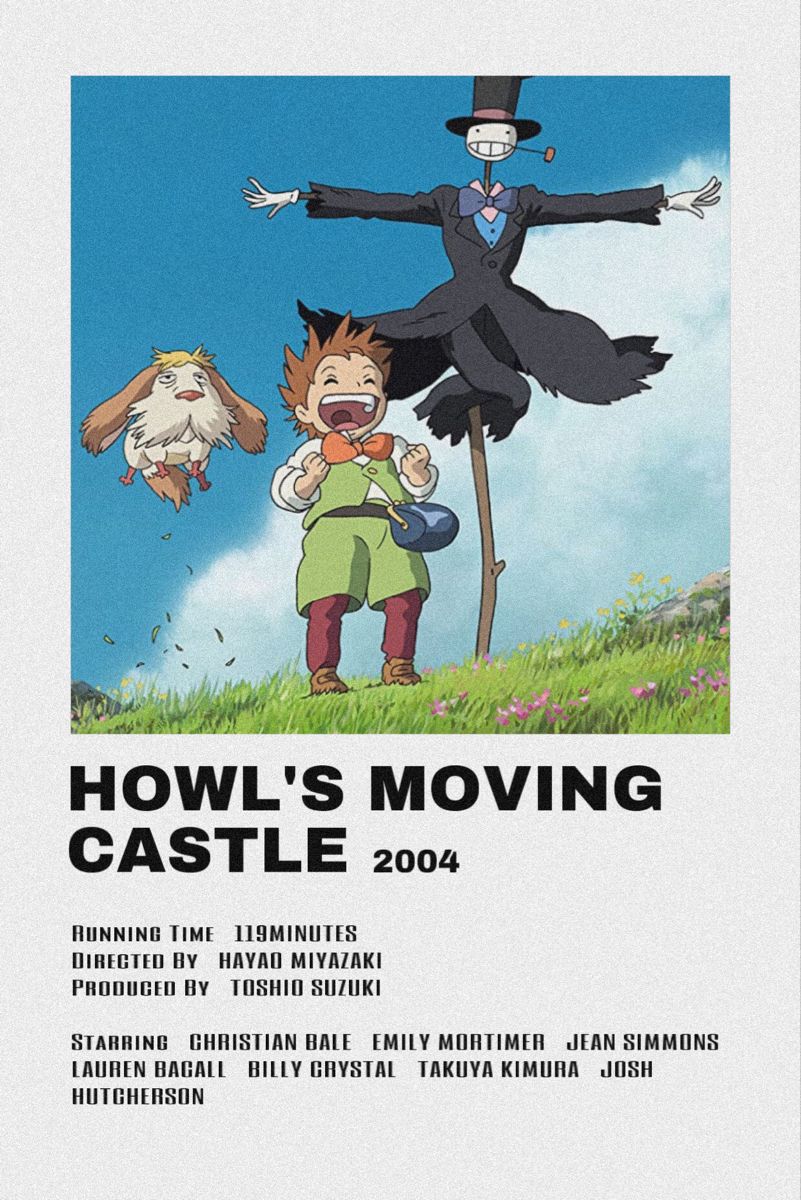 HOWL'S MOVING
CASTLE 2004
RUNNING TIME 119MINUTES
DIRECTED BY HAYAO MIYAZAKI
PRODUCED BY TOSHIO SUZUKI
STARRING CHRISTIAN BALE EMILY MORTIMER JEAN SIMMONS
LAUREN BACALL BILLY CRYSTAL TAKUYA KIMURA JOSH
HUTCHERSON